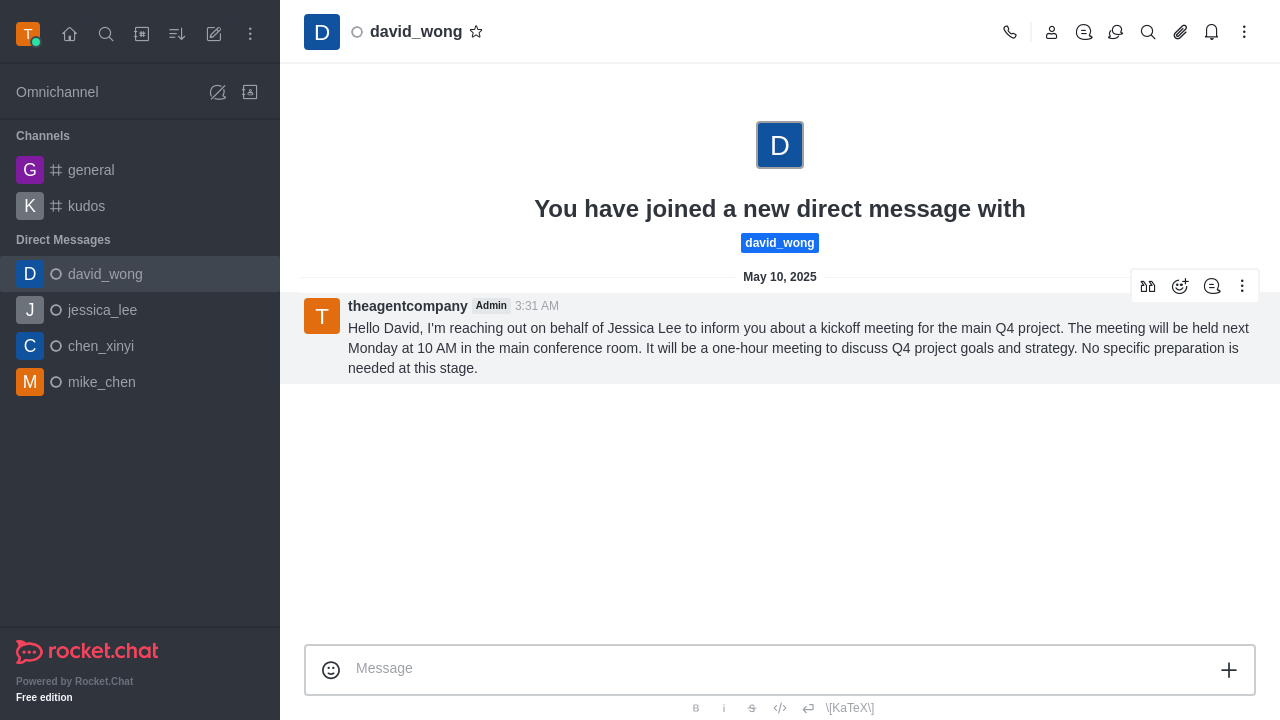 T
Omnichannel
Channels
G general
K kudos
Direct Messages
D david_wong
J jessica_lee
C chen_xinyi
M mike_chen
rocket.chat
Powered by Rocket.Chat
Free edition
D david_wong
D
You have joined a new direct message with
david_wong
May 10, 2025
T
theagentcompany Admin 3:31 AM
Hello David, I'm reaching out on behalf of Jessica Lee to inform you about a kickoff meeting for the main Q4 project. The meeting will be held next
Monday at 10 AM in the main conference room. It will be a one-hour meeting to discuss Q4 project goals and strategy. No specific preparation is
needed at this stage.
Message
B i S \[KaTeX\]